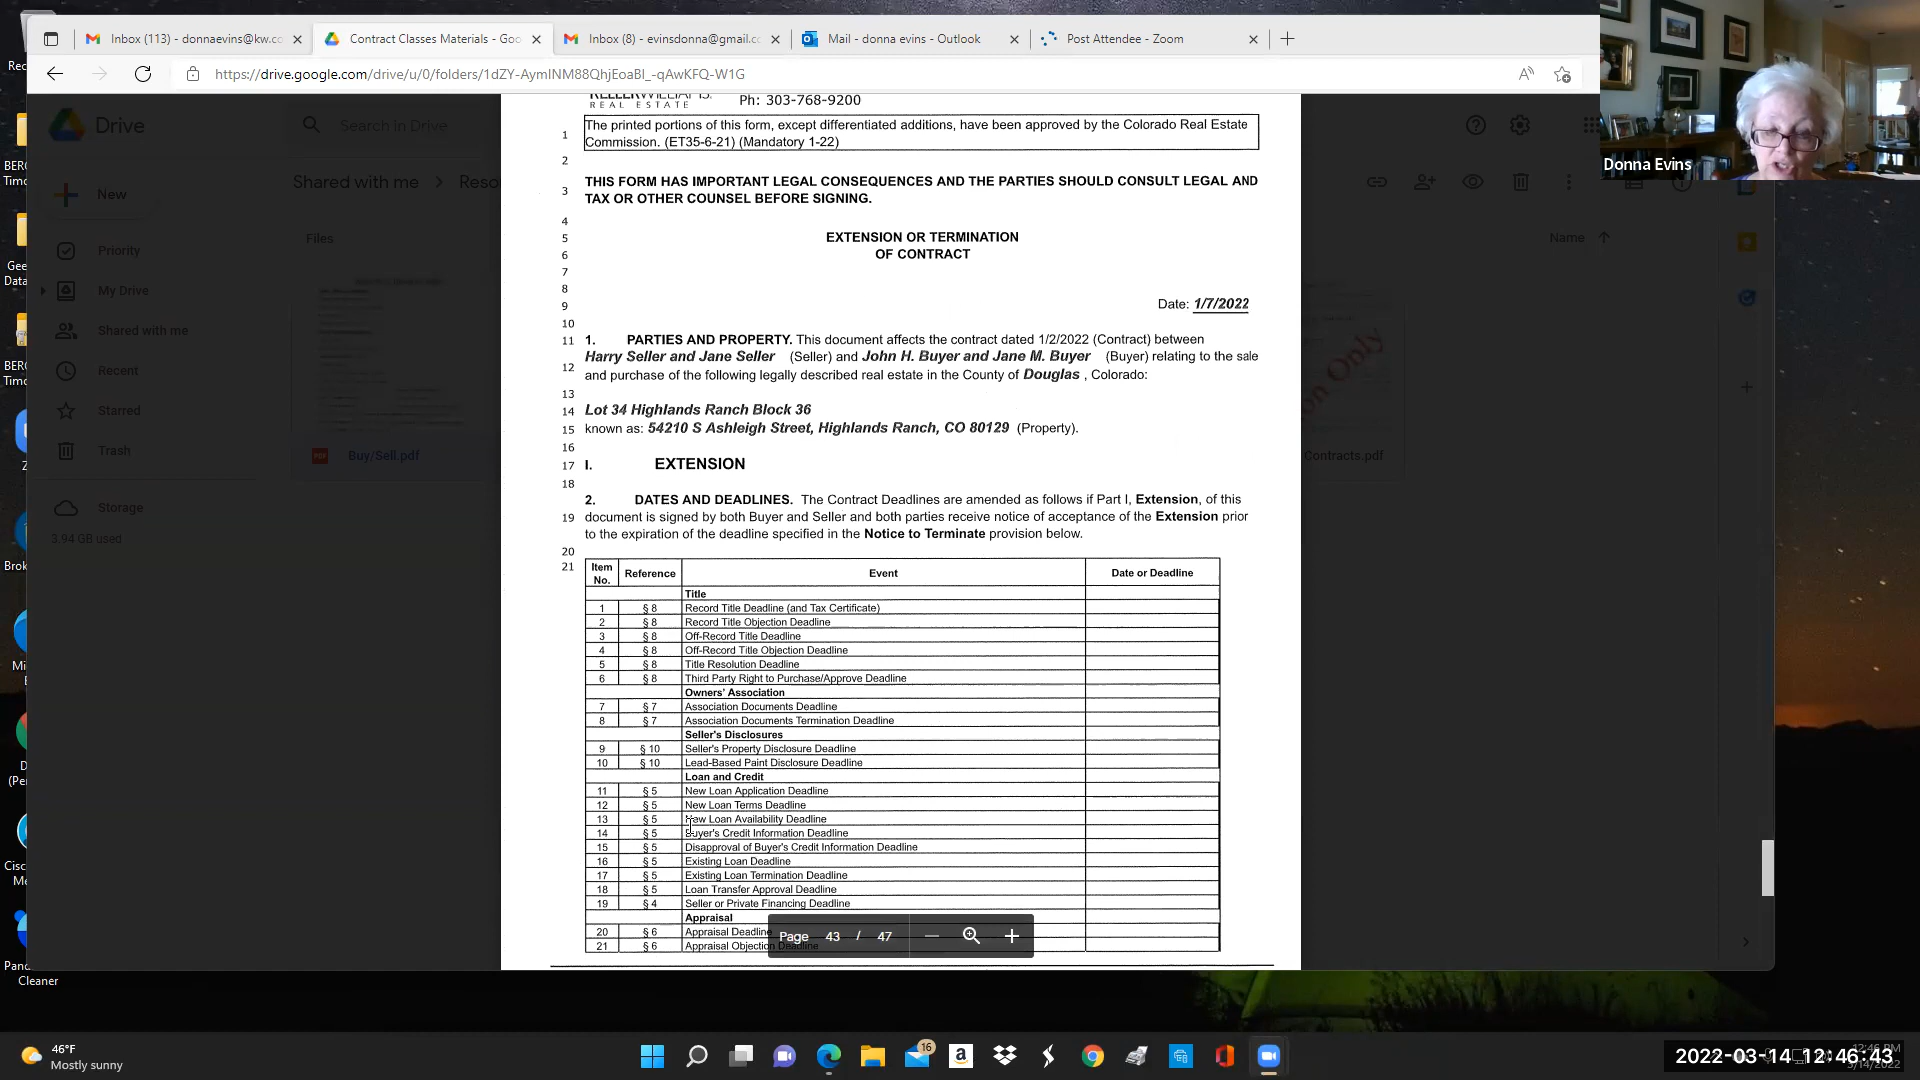 Inbox (113) - donnaevins@kw.co
Contract Classes Materials - Goo
Inbox (8) - evinsdonna@gmail.c
Mail - donna evins - Outlook
Post Attendee - Zoom
https://drive.google.com/drive/u/0/folders/1dZY-AymINM88QhjEoaBI_-qAwKFQ-W1G
Donna Evins
Drive
Search in Drive
New
Shared with me
Priority
My Drive
Shared with me
Recent
Starred
Trash
Storage
3.94 GB used
Files
Name
Buy/Sell.pdf
Contracts.pdf
on Only
KELLERWILLIAMS.
REAL ESTATE
Ph: 303-768-9200
1 The printed portions of this form, except differentiated additions, have been approved by the Colorado Real Estate
Commission. (ET35-6-21) (Mandatory 1-22)
2
3 THIS FORM HAS IMPORTANT LEGAL CONSEQUENCES AND THE PARTIES SHOULD CONSULT LEGAL AND
TAX OR OTHER COUNSEL BEFORE SIGNING.
4
5 EXTENSION OR TERMINATION
6 OF CONTRACT
7
8
9 Date: 1/7/2022
10
11 1. PARTIES AND PROPERTY. This document affects the contract dated 1/2/2022 (Contract) between
Harry Seller and Jane Seller (Seller) and John H. Buyer and Jane M. Buyer (Buyer) relating to the sale
12 and purchase of the following legally described real estate in the County of Douglas , Colorado:
13
14 Lot 34 Highlands Ranch Block 36
15 known as: 54210 S Ashleigh Street, Highlands Ranch, CO 80129 (Property).
16
17 I. EXTENSION
18
2. DATES AND DEADLINES. The Contract Deadlines are amended as follows if Part I, Extension, of this
19 document is signed by both Buyer and Seller and both parties receive notice of acceptance of the Extension prior
to the expiration of the deadline specified in the Notice to Terminate provision below.
20
21
Item No. Reference Event Date or Deadline
Title
1 § 8 Record Title Deadline (and Tax Certificate)
2 § 8 Record Title Objection Deadline
3 § 8 Off-Record Title Deadline
4 § 8 Off-Record Title Objection Deadline
5 § 8 Title Resolution Deadline
6 § 8 Third Party Right to Purchase/Approve Deadline
Owners' Association
7 § 7 Association Documents Deadline
8 § 7 Association Documents Termination Deadline
Seller's Disclosures
9 § 10 Seller's Property Disclosure Deadline
10 § 10 Lead-Based Paint Disclosure Deadline
Loan and Credit
11 § 5 New Loan Application Deadline
12 § 5 New Loan Terms Deadline
13 § 5 New Loan Availability Deadline
14 § 5 Buyer's Credit Information Deadline
15 § 5 Disapproval of Buyer's Credit Information Deadline
16 § 5 Existing Loan Deadline
17 § 5 Existing Loan Termination Deadline
18 § 5 Loan Transfer Approval Deadline
19 § 4 Seller or Private Financing Deadline
Appraisal
20 § 6 Appraisal Deadline
21 § 6 Appraisal Objection Deadline
Page 43 / 47
Cleaner
46°F
Mostly sunny
16
2022-03-14 12:46:43